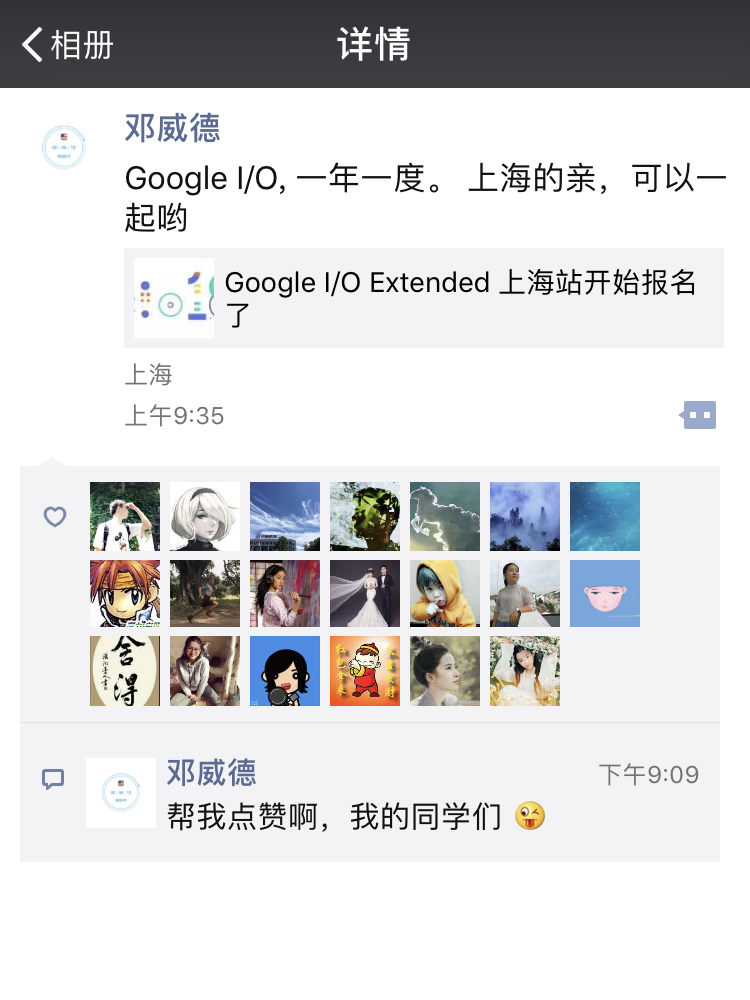 相册
详情
邓威德
Google I/O, 一年一度。 上海的亲，可以一
起哟
Google I/O Extended 上海站开始报名
了
上海
上午9:35
舍得
邓威德
下午9:09
帮我点赞啊，我的同学们 😜